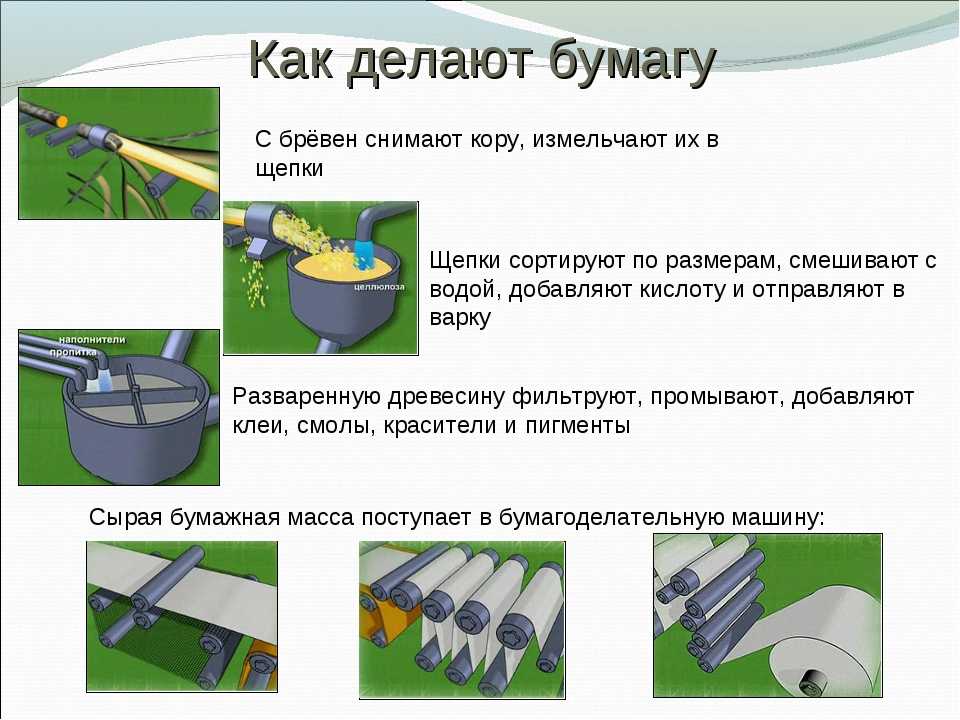 Как делают бумагу
С брёвен снимают кору, измельчают их в
щепки
целлюлоза
Щепки сортируют по размерам, смешивают с
водой, добавляют кислоту и отправляют в
варку
наполнители
пропитка
Разваренную древесину фильтруют, промывают, добавляют
клеи, смолы, красители и пигменты
Сырая бумажная масса поступает в бумагоделательную машину: